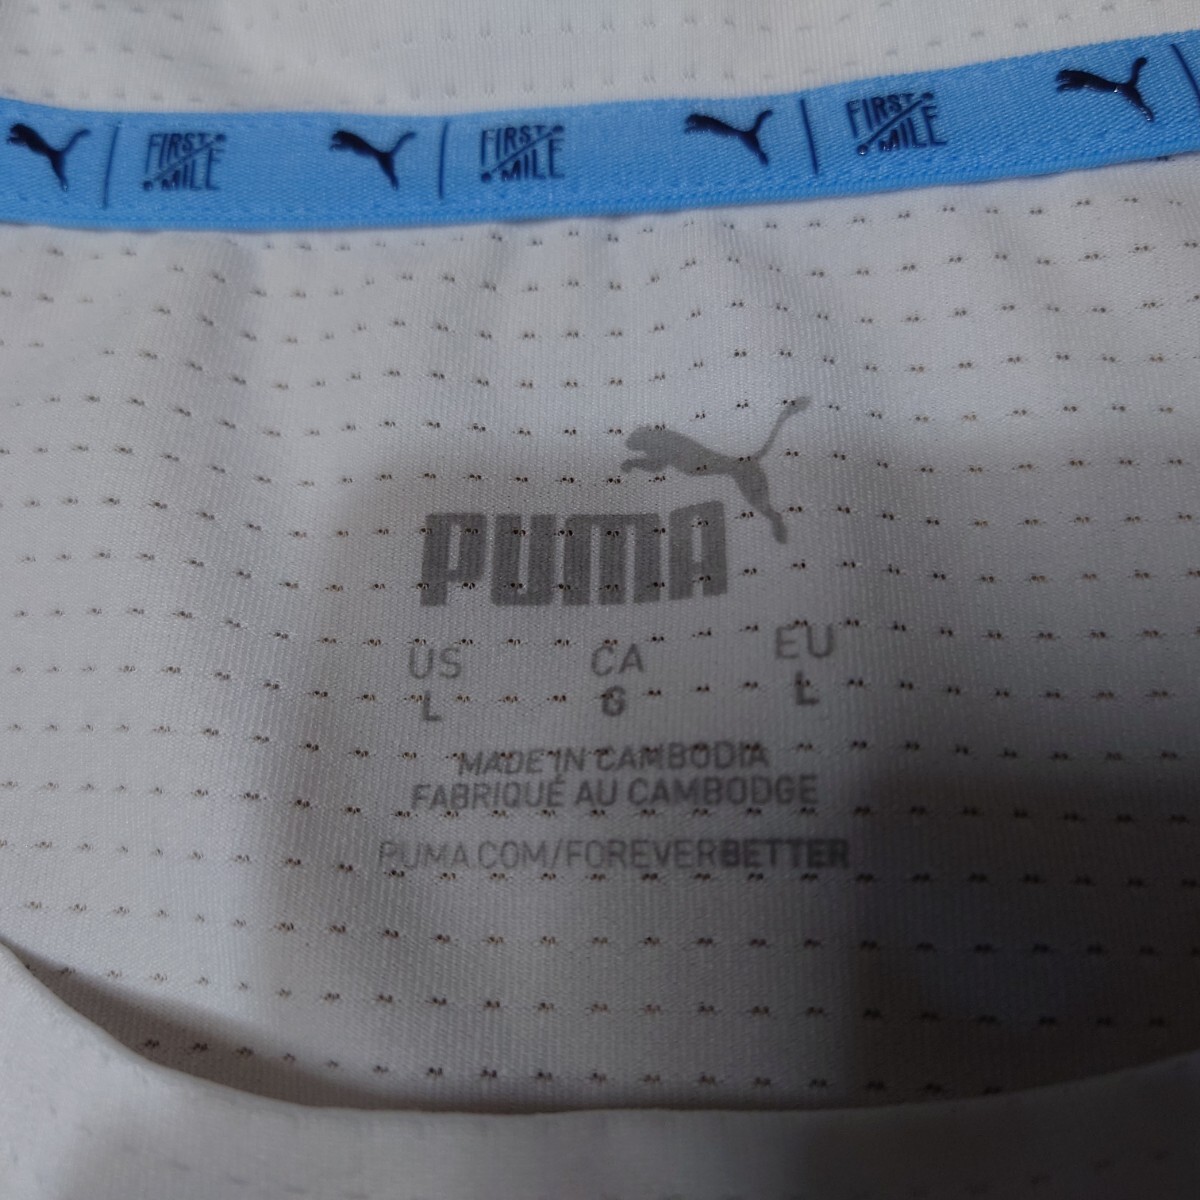 FIRST MILE FIRST MILE FIRST MILE
PUMA
US CA EU
L G L
MADE IN CAMBODIA
FABRIQUÉ AU CAMBODGE
PUMA.COM/FOREVERBETTER